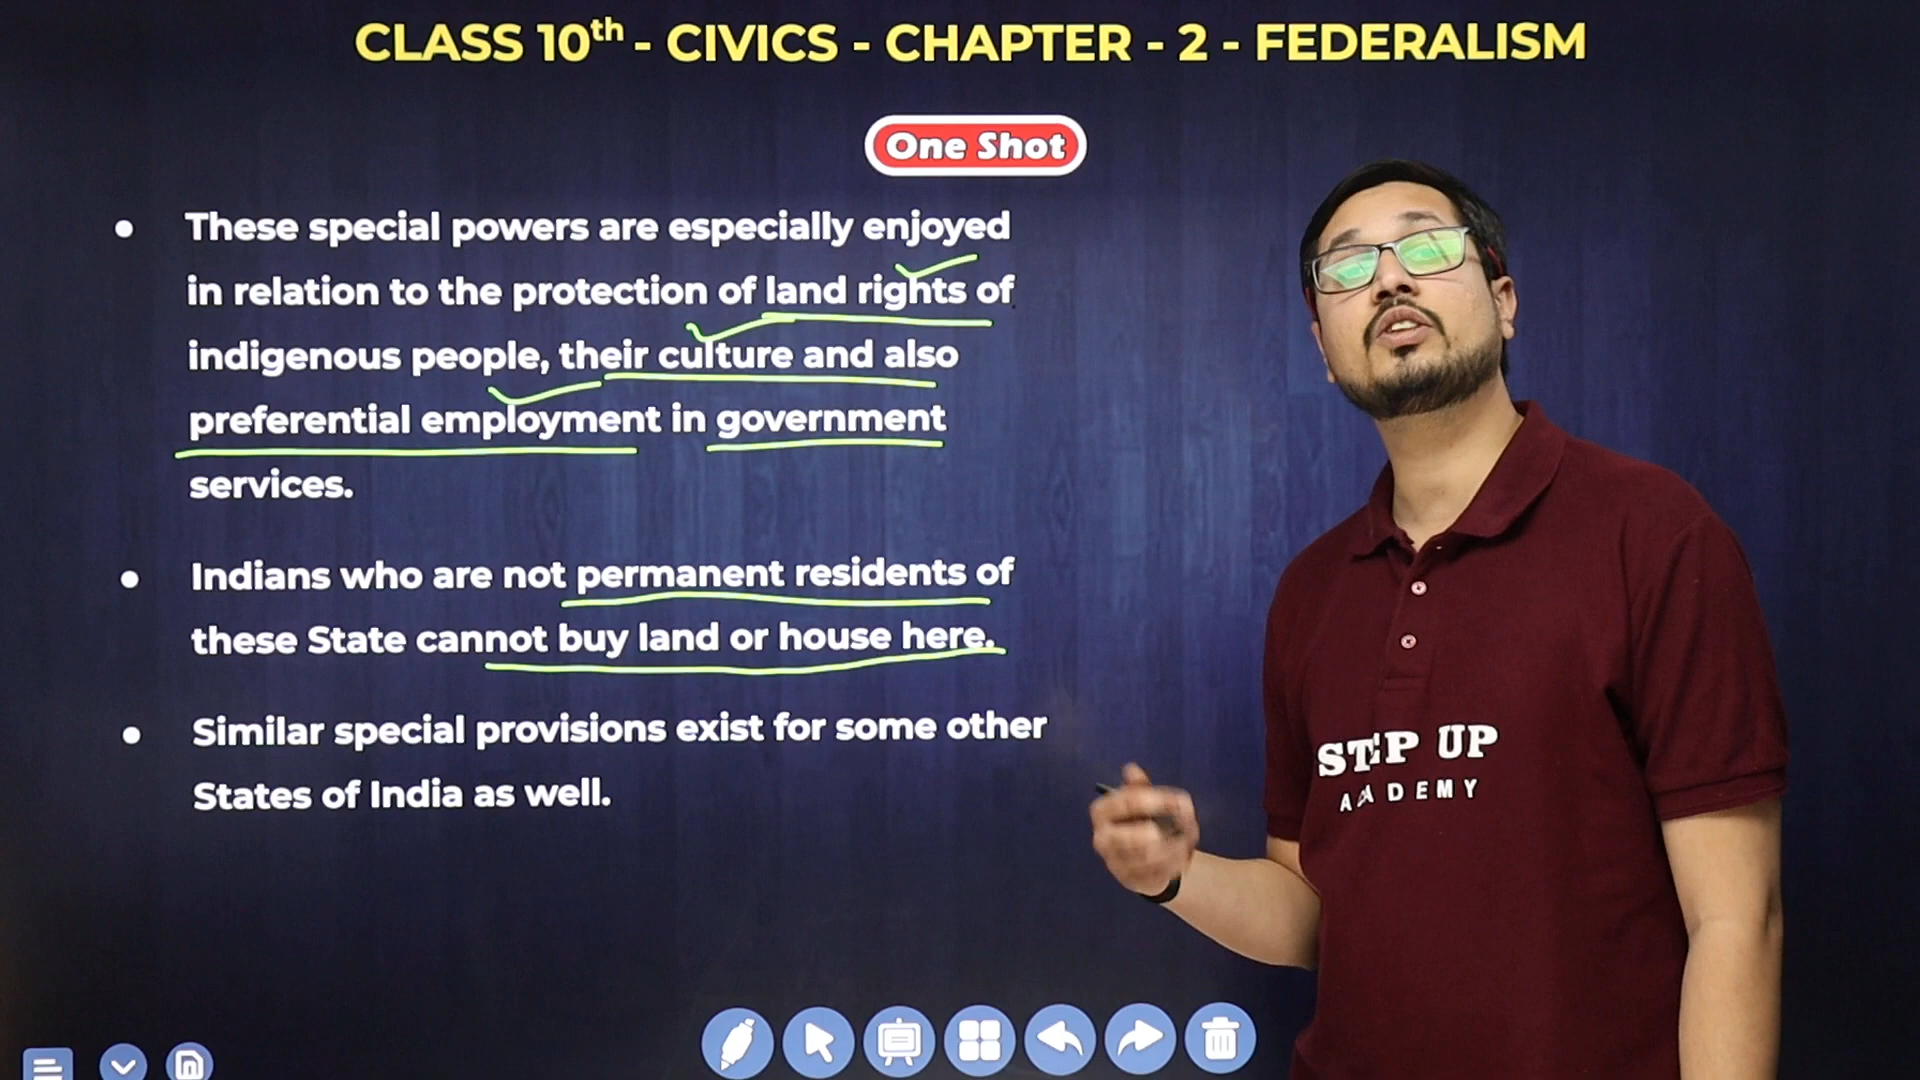 CLASS 10th - CIVICS - CHAPTER - 2 - FEDERALISM
One Shot
• These special powers are especially enjoyed
in relation to the protection of land rights of
indigenous people, their culture and also
preferential employment in government
services.
• Indians who are not permanent residents of
these State cannot buy land or house here.
• Similar special provisions exist for some other
States of India as well.
STEP UP
ACADEMY